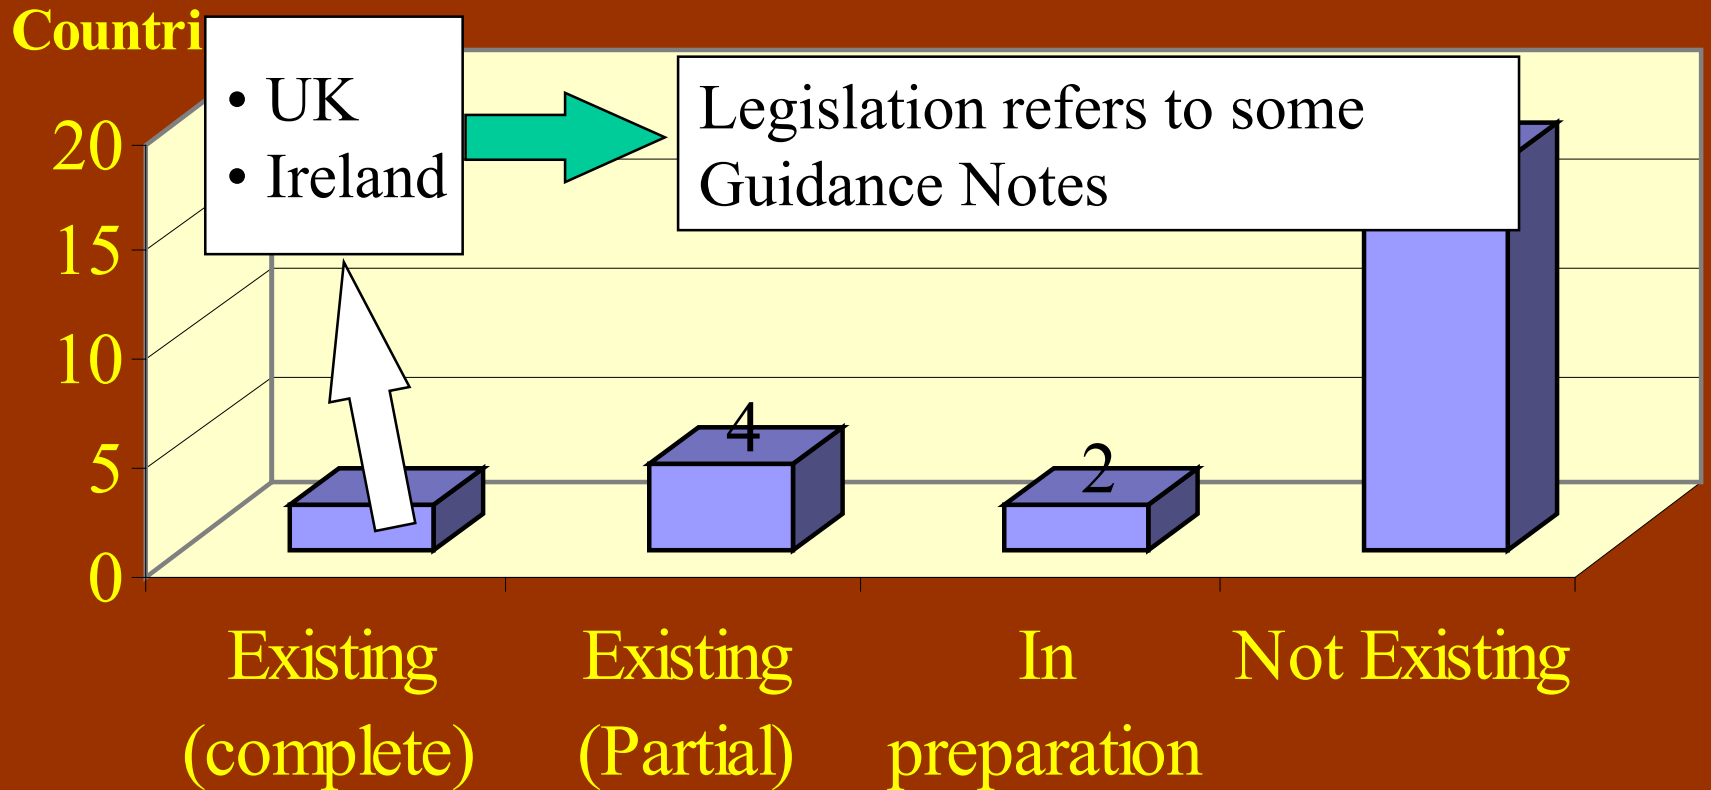 Countri
• UK
• Ireland
Legislation refers to some
Guidance Notes
20
15
10
5
0
4
2
Existing
(complete)
Existing
(Partial)
In
preparation
Not Existing